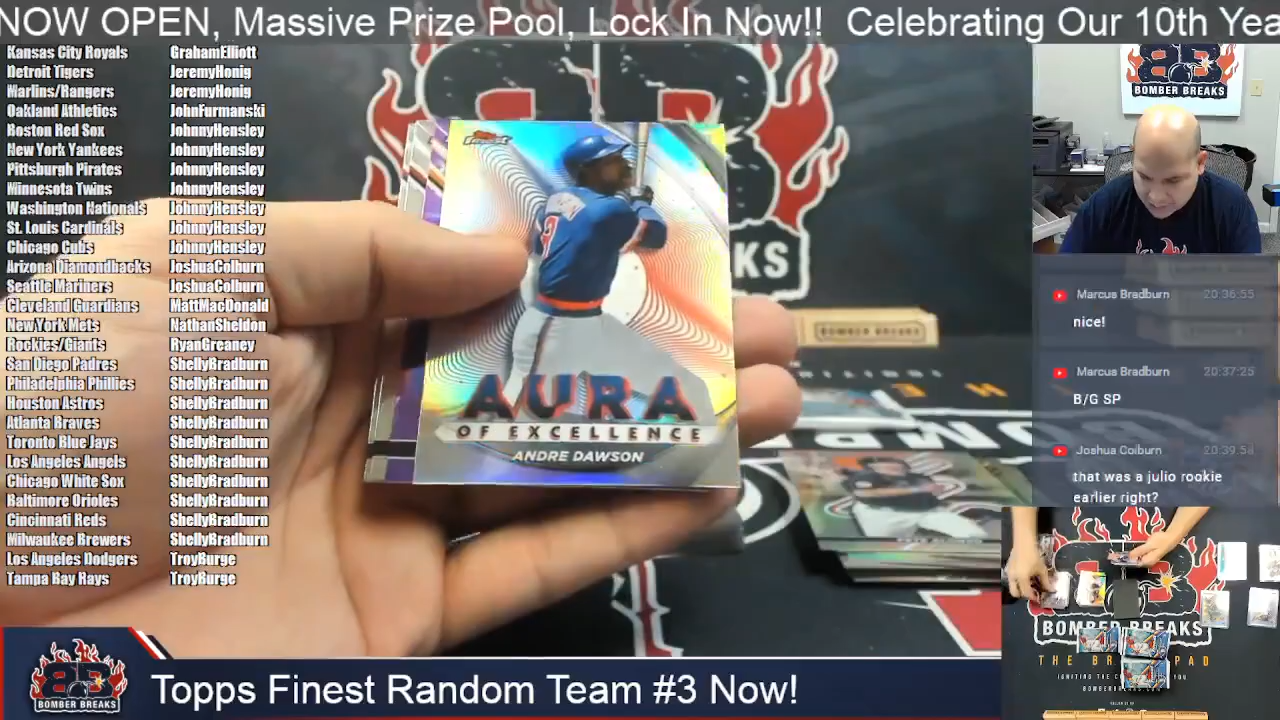 NOW OPEN, Massive Prize Pool, Lock In Now!! Celebrating Our 10th Yea
Kansas City Royals GrahamElliott
Detroit Tigers JeremyHonig
Marlins/Rangers JeremyHonig
Oakland Athletics JohnFurmanski
Boston Red Sox JohnnyHensley
New York Yankees JohnnyHensley
Pittsburgh Pirates JohnnyHensley
Minnesota Twins JohnnyHensley
Washington Nationals JohnnyHensley
St. Louis Cardinals JohnnyHensley
Chicago Cubs JohnnyHensley
Arizona Diamondbacks JoshuaColburn
Seattle Mariners JoshuaColburn
Cleveland Guardians MattMacDonald
New York Mets NathanSheldon
Rockies/Giants RyanGreaney
San Diego Padres ShellyBradburn
Philadelphia Phillies ShellyBradburn
Houston Astros ShellyBradburn
Atlanta Braves ShellyBradburn
Toronto Blue Jays ShellyBradburn
Los Angeles Angels ShellyBradburn
Chicago White Sox ShellyBradburn
Baltimore Orioles ShellyBradburn
Cincinnati Reds ShellyBradburn
Milwaukee Brewers ShellyBradburn
Los Angeles Dodgers TroyBurge
Tampa Bay Rays TroyBurge
FINEST
AURA
OF EXCELLENCE
ANDRE DAWSON
KS
BOMBER BREAKS
BOMBER BREAKS
Marcus Bradburn 20:36:55
nice!
Marcus Bradburn 20:37:25
B/G SP
Joshua Colburn 20:39:58
that was a julio rookie
earlier right?
BOMBER BREAKS
THE BR PAD
BOMBER BREAKS
Topps Finest Random Team #3 Now!